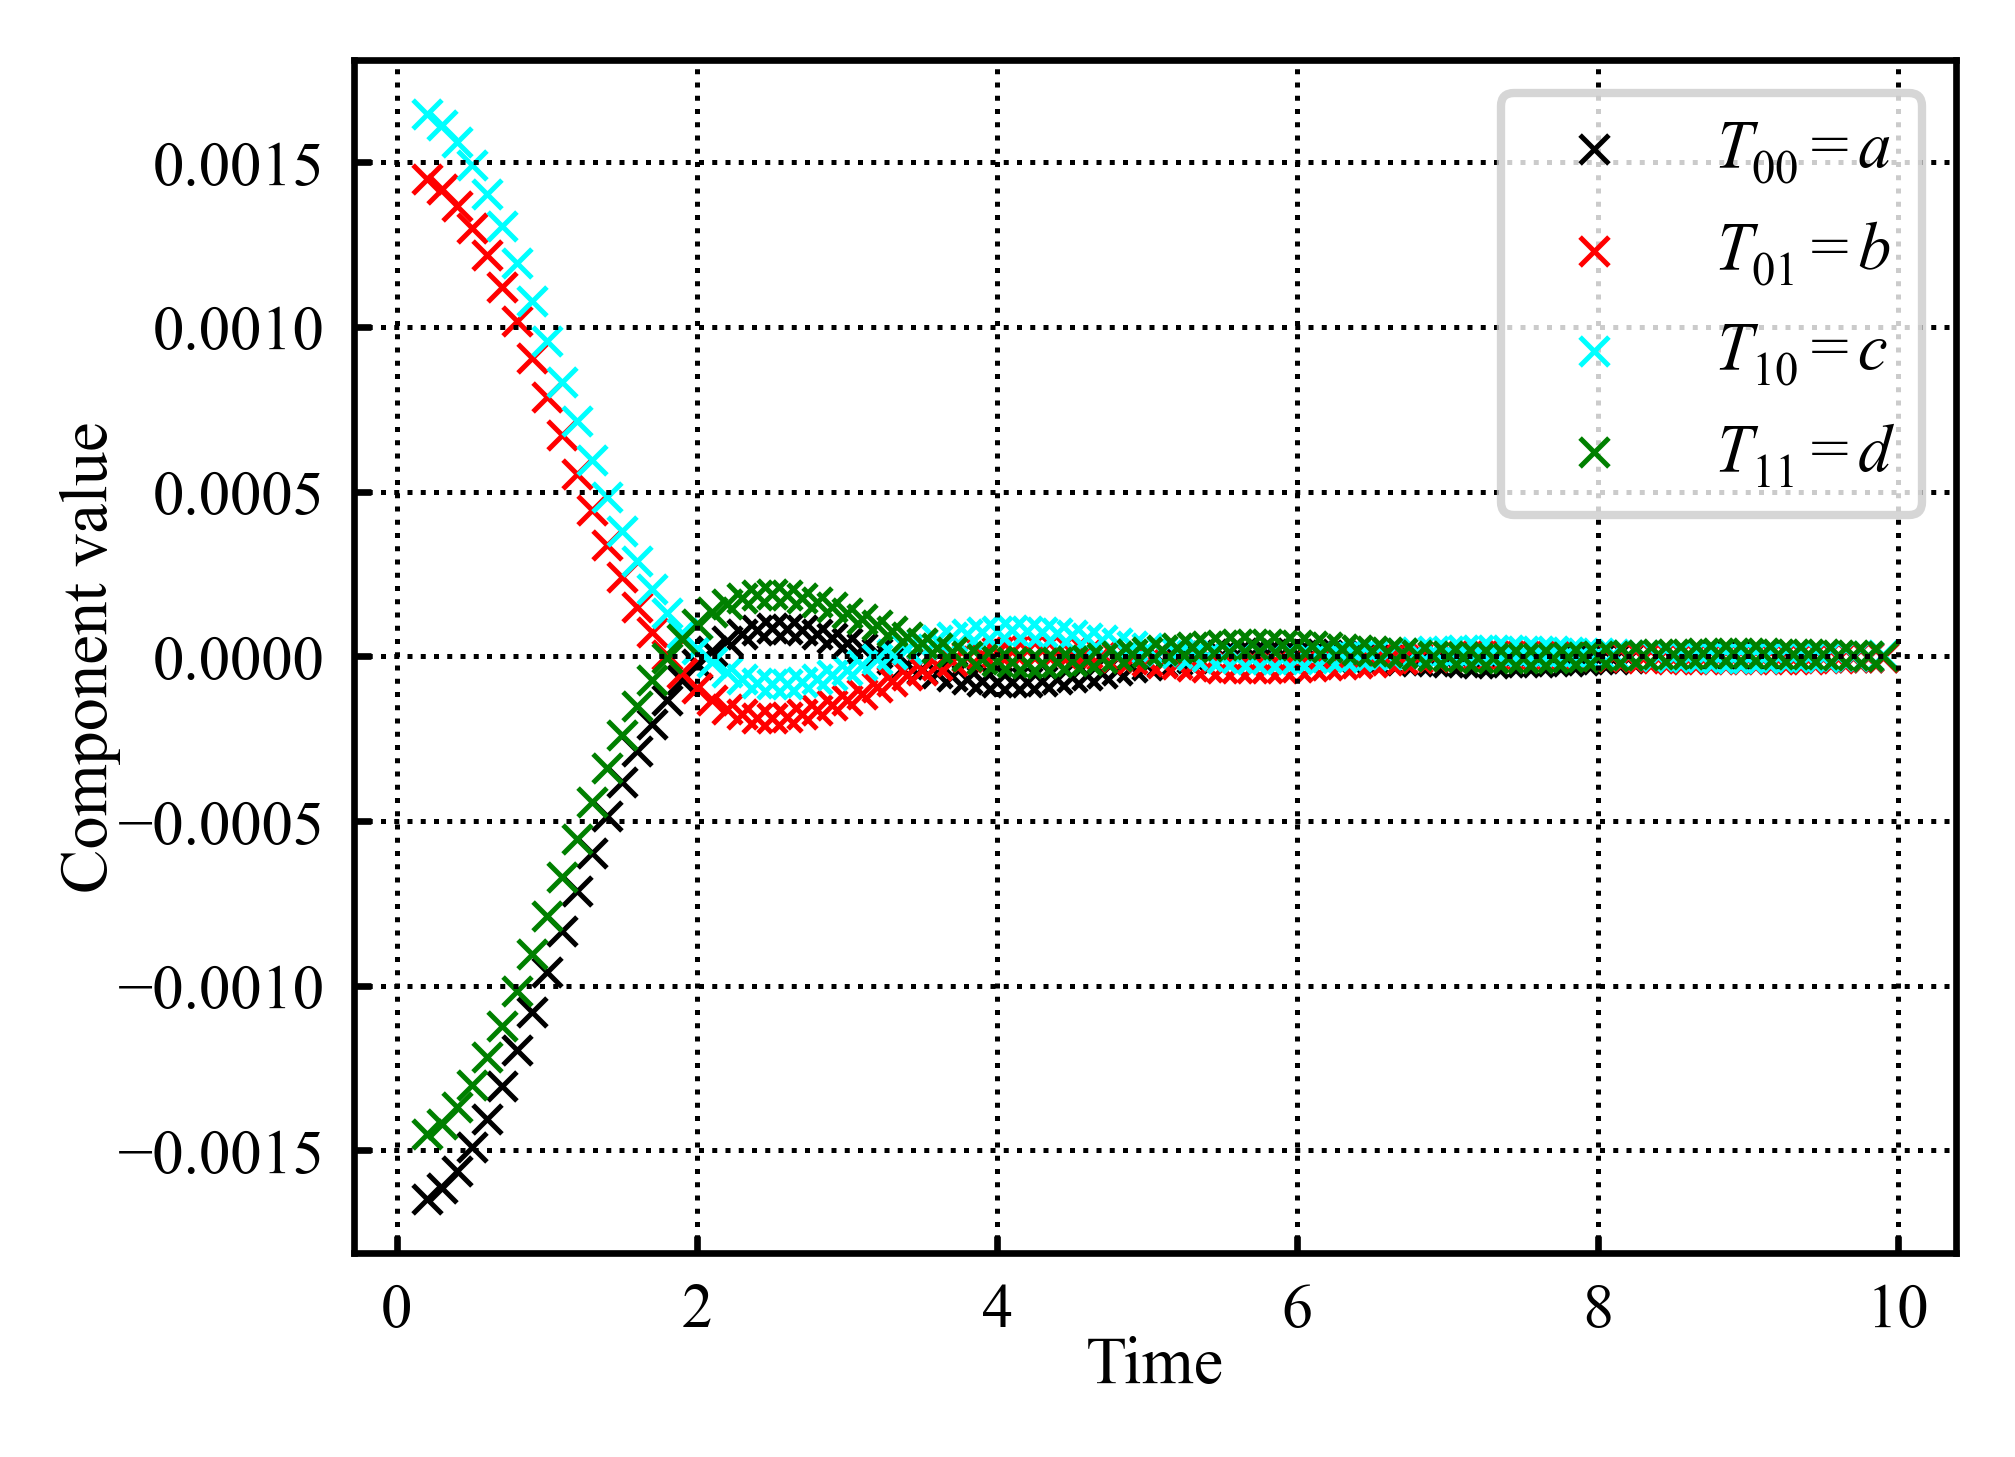 0.0015
0.0010
0.0005
0.0000
−0.0005
−0.0010
−0.0015
Component value
0 2 4 6 8 10
Time
T₀₀ = a
T₀₁ = b
T₁₀ = c
T₁₁ = d